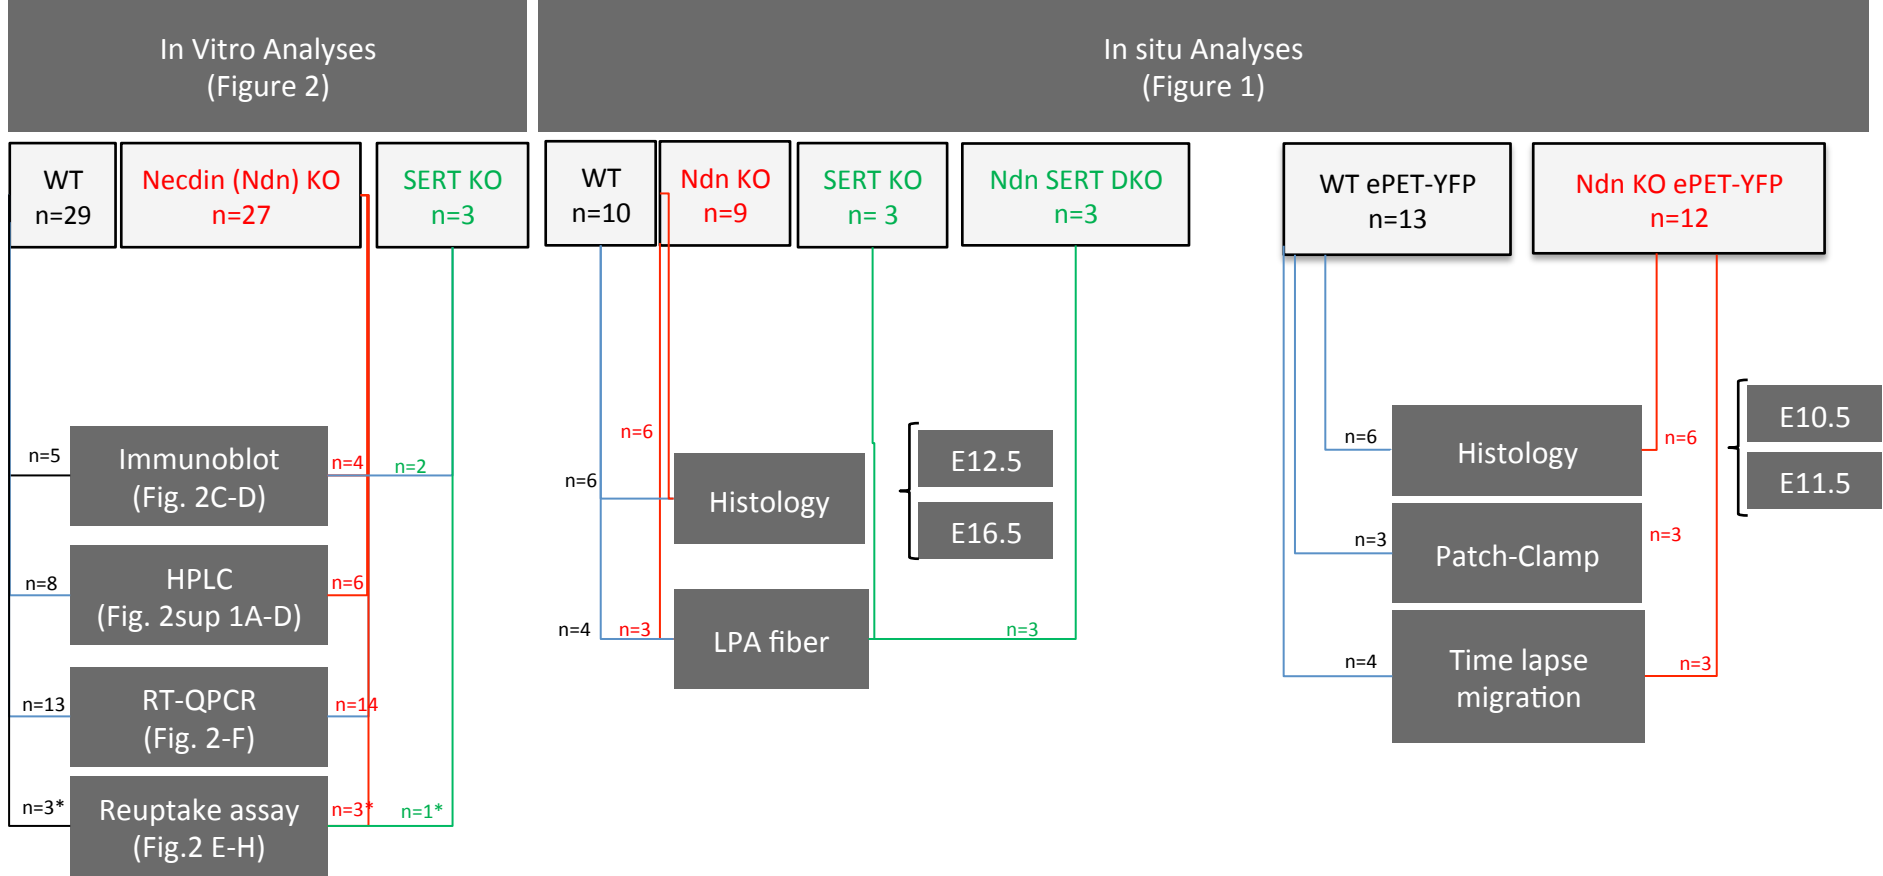 In Vitro Analyses
(Figure 2)
In situ Analyses
(Figure 1)
WT
n=29
Necdin (Ndn) KO
n=27
SERT KO
n=3
WT
n=10
Ndn KO
n=9
SERT KO
n= 3
Ndn SERT DKO
n=3
WT ePET-YFP
n=13
Ndn KO ePET-YFP
n=12
n=5
Immunoblot
(Fig. 2C-D)
n=4
n=2
n=8
HPLC
(Fig. 2sup 1A-D)
n=6
n=13
RT-QPCR
(Fig. 2-F)
n=14
n=3*
Reuptake assay
(Fig.2 E-H)
n=3*
n=1*
n=6
n=6
Histology
E12.5
E16.5
n=4
n=3
LPA fiber
n=3
n=6
Histology
n=6
E10.5
E11.5
n=3
Patch-Clamp
n=3
n=4
Time lapse
migration
n=3